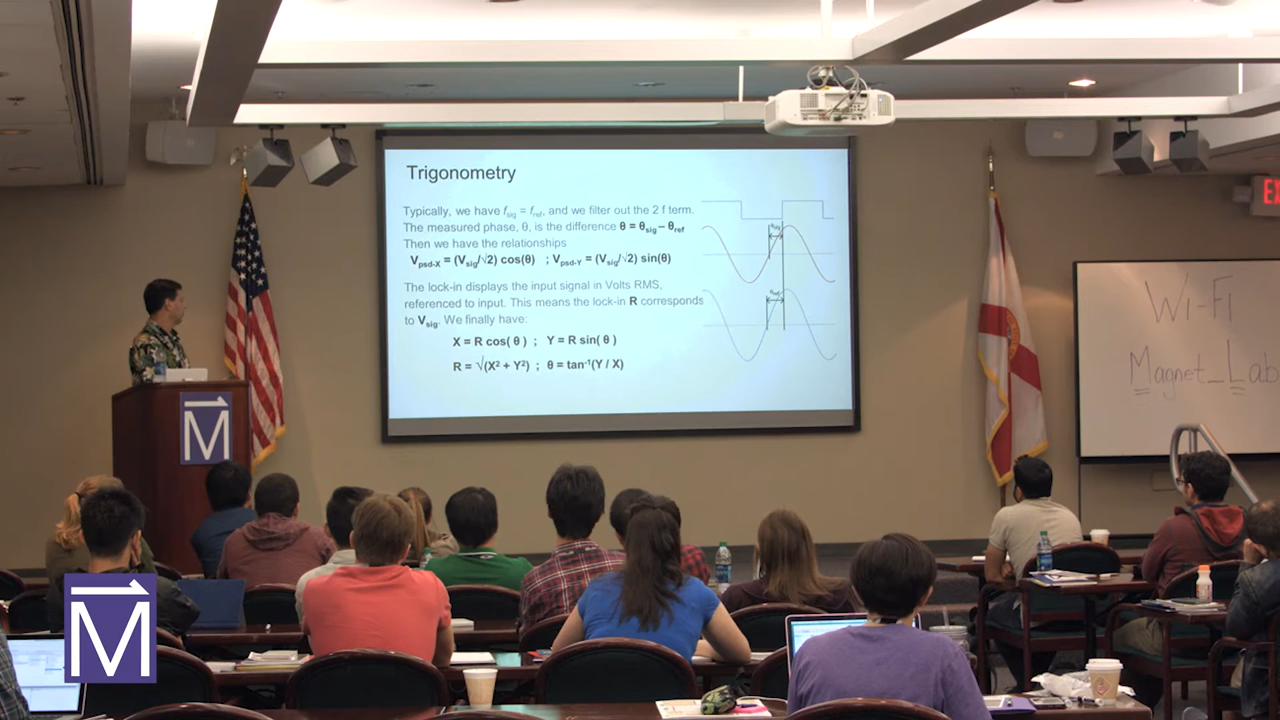 Trigonometry
Typically, we have fsig = fref, and we filter out the 2 f term.
The measured phase, θ, is the difference θ = θsig – θref
Then we have the relationships
Vpsd-X = (Vsig/√2) cos(θ) ; Vpsd-Y = (Vsig/√2) sin(θ)
The lock-in displays the input signal in Volts RMS,
referenced to input. This means the lock-in R corresponds
to Vsig. We finally have:
X = R cos( θ ) ; Y = R sin( θ )
R = √(X² + Y²) ; θ = tan⁻¹(Y / X)
Wi-Fi
Magnet_Lab
M
M